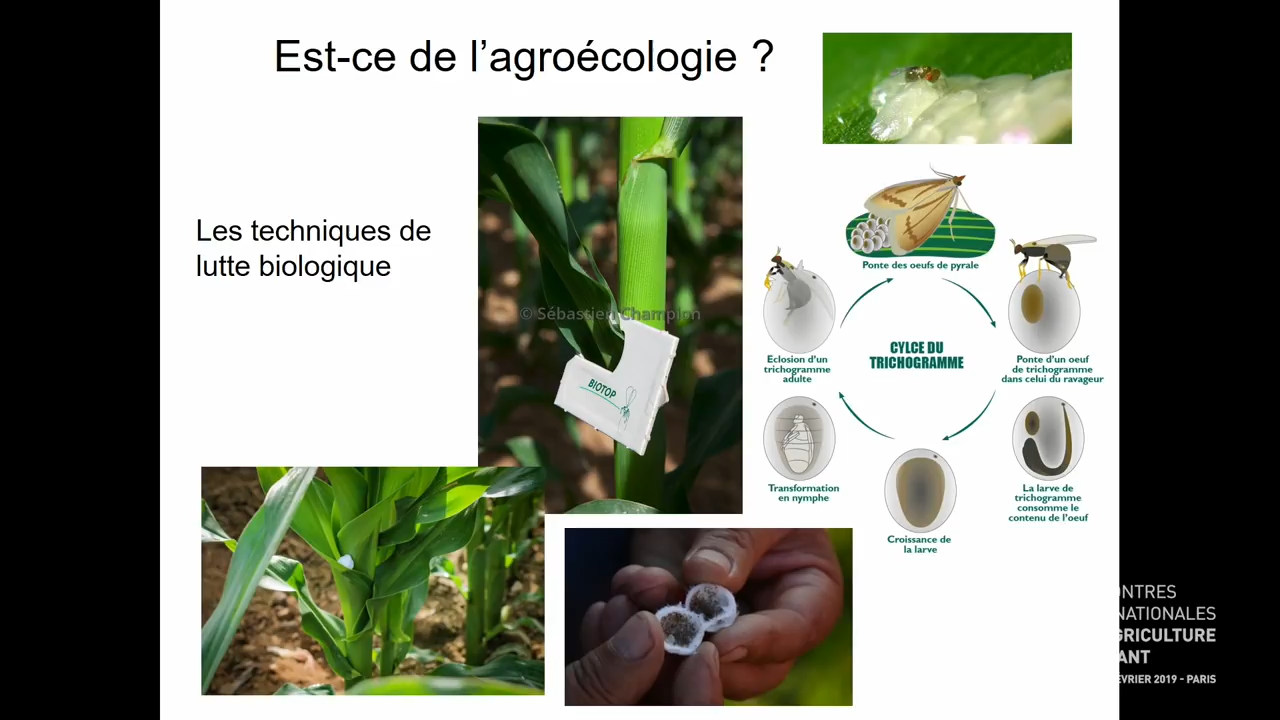 Est-ce de l'agroécologie ?
Les techniques de
lutte biologique
© Sébastien Champion
BIOTOP
Ponte des oeufs de pyrale
Ponte d'un oeuf
de trichogramme
dans celui du ravageur
La larve de
trichogramme
consomme le
contenu de l'oeuf
Croissance de
la larve
Transformation
en nymphe
Eclosion d'un
trichogramme
adulte
CYLCE DU
TRICHOGRAMME
ONTRES
NATIONALES
GRICULTURE
ANT
EVRIER 2019 - PARIS